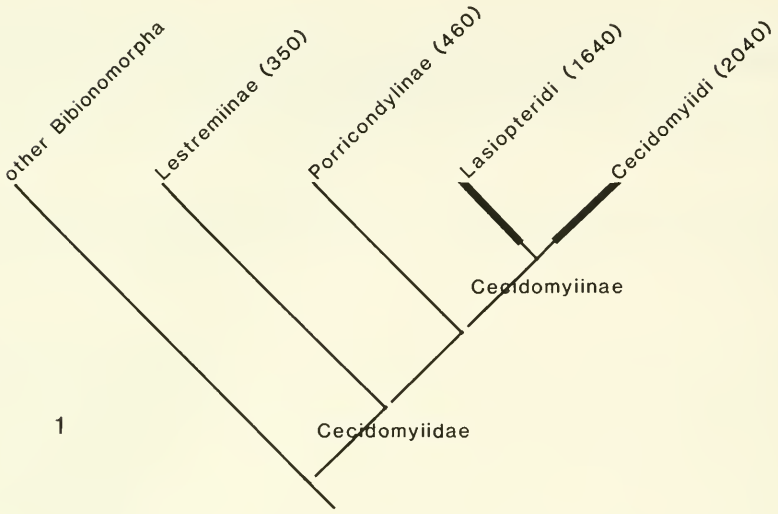 other Bibionomorpha
Lestremiinae (350)
Porricondylinae (460)
Lasiopteridi (1640)
Cecidomyiidi (2040)
Cecidomyiinae
Cecidomyiidae
1